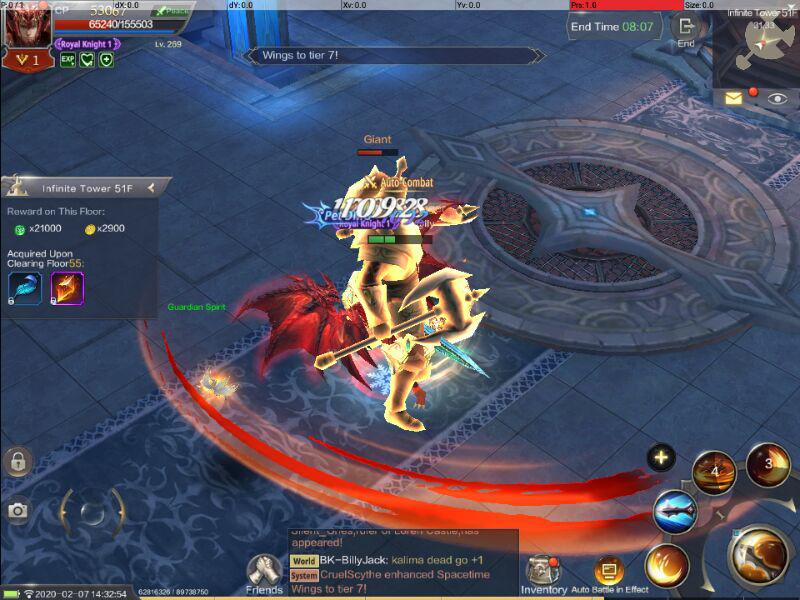 P:0/1 dX:0.0 dY:0.0 Xv:0.0 Yv:0.0 Prs:1.0 Size:0.0
CP 53067 Peace
65240/155503
Royal Knight 1 Lv. 269
1
EXP
Wings to tier 7!
End Time 08:07
End
Infinite Tower 51F
Giant
Auto Combat
Royal Knight 1
Infinite Tower 51F
Reward on This Floor:
x21000 x2900
Acquired Upon
Clearing Floor55:
Guardian Spirit
4
3
appeared!
World BK-BillyJack: kalima dead go +1
System CruelScythe enhanced Spacetime
Wings to tier 7!
Friends
Inventory
Auto Battle in Effect
2020-02-07 14:32:54
62816326 / 89738750